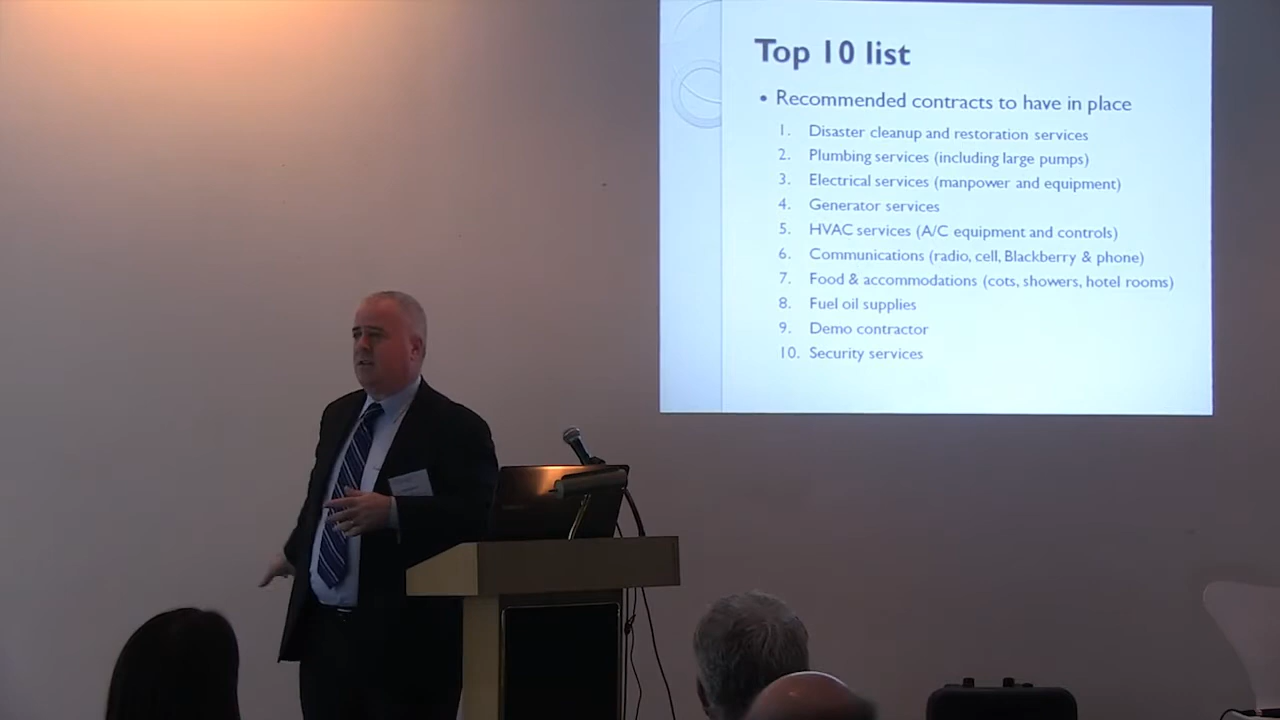 Top 10 list
• Recommended contracts to have in place
1. Disaster cleanup and restoration services
2. Plumbing services (including large pumps)
3. Electrical services (manpower and equipment)
4. Generator services
5. HVAC services (A/C equipment and controls)
6. Communications (radio, cell, Blackberry & phone)
7. Food & accommodations (cots, showers, hotel rooms)
8. Fuel oil supplies
9. Demo contractor
10. Security services